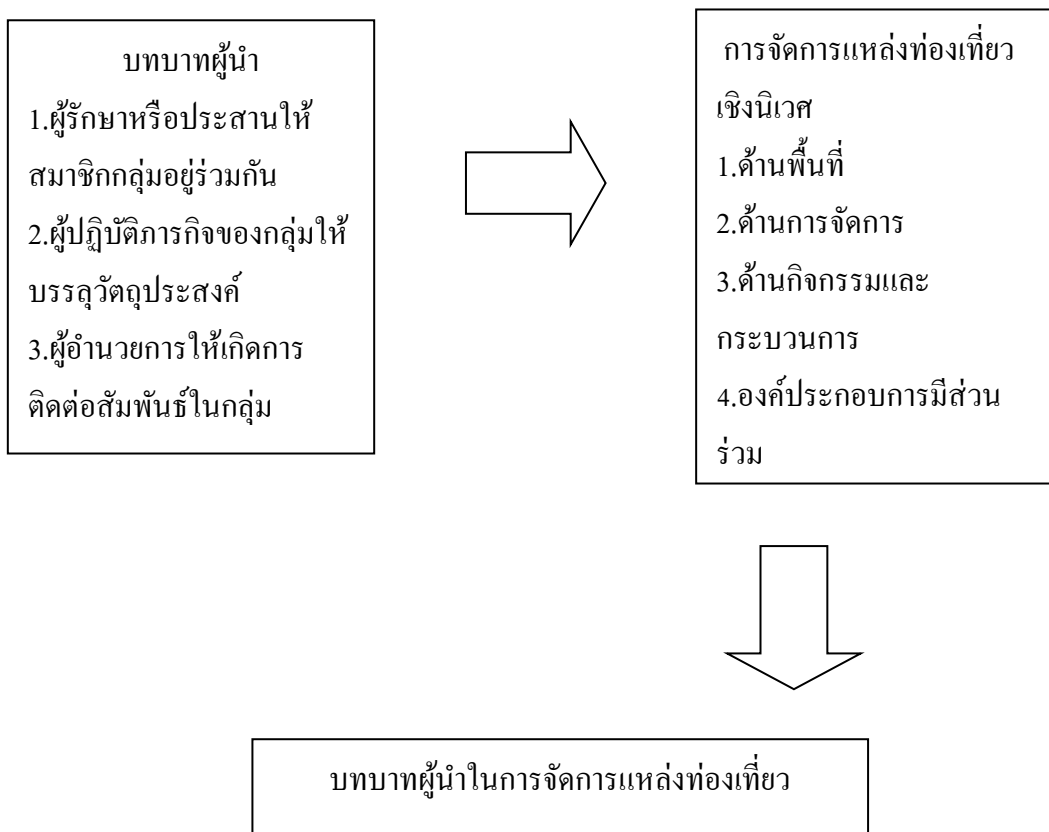 บทบาทผู้นำ
1.ผู้รักษาหรือประสานให้
สมาชิกกลุ่มอยู่ร่วมกัน
2.ผู้ปฏิบัติภารกิจของกลุ่มให้
บรรลุวัตถุประสงค์
3.ผู้อำนวยการให้เกิดการ
ติดต่อสัมพันธ์ในกลุ่ม
การจัดการแหล่งท่องเที่ยว
เชิงนิเวศ
1.ด้านพื้นที่
2.ด้านการจัดการ
3.ด้านกิจกรรมและ
กระบวนการ
4.องค์ประกอบการมีส่วน
ร่วม
บทบาทผู้นำในการจัดการแหล่งท่องเที่ยว